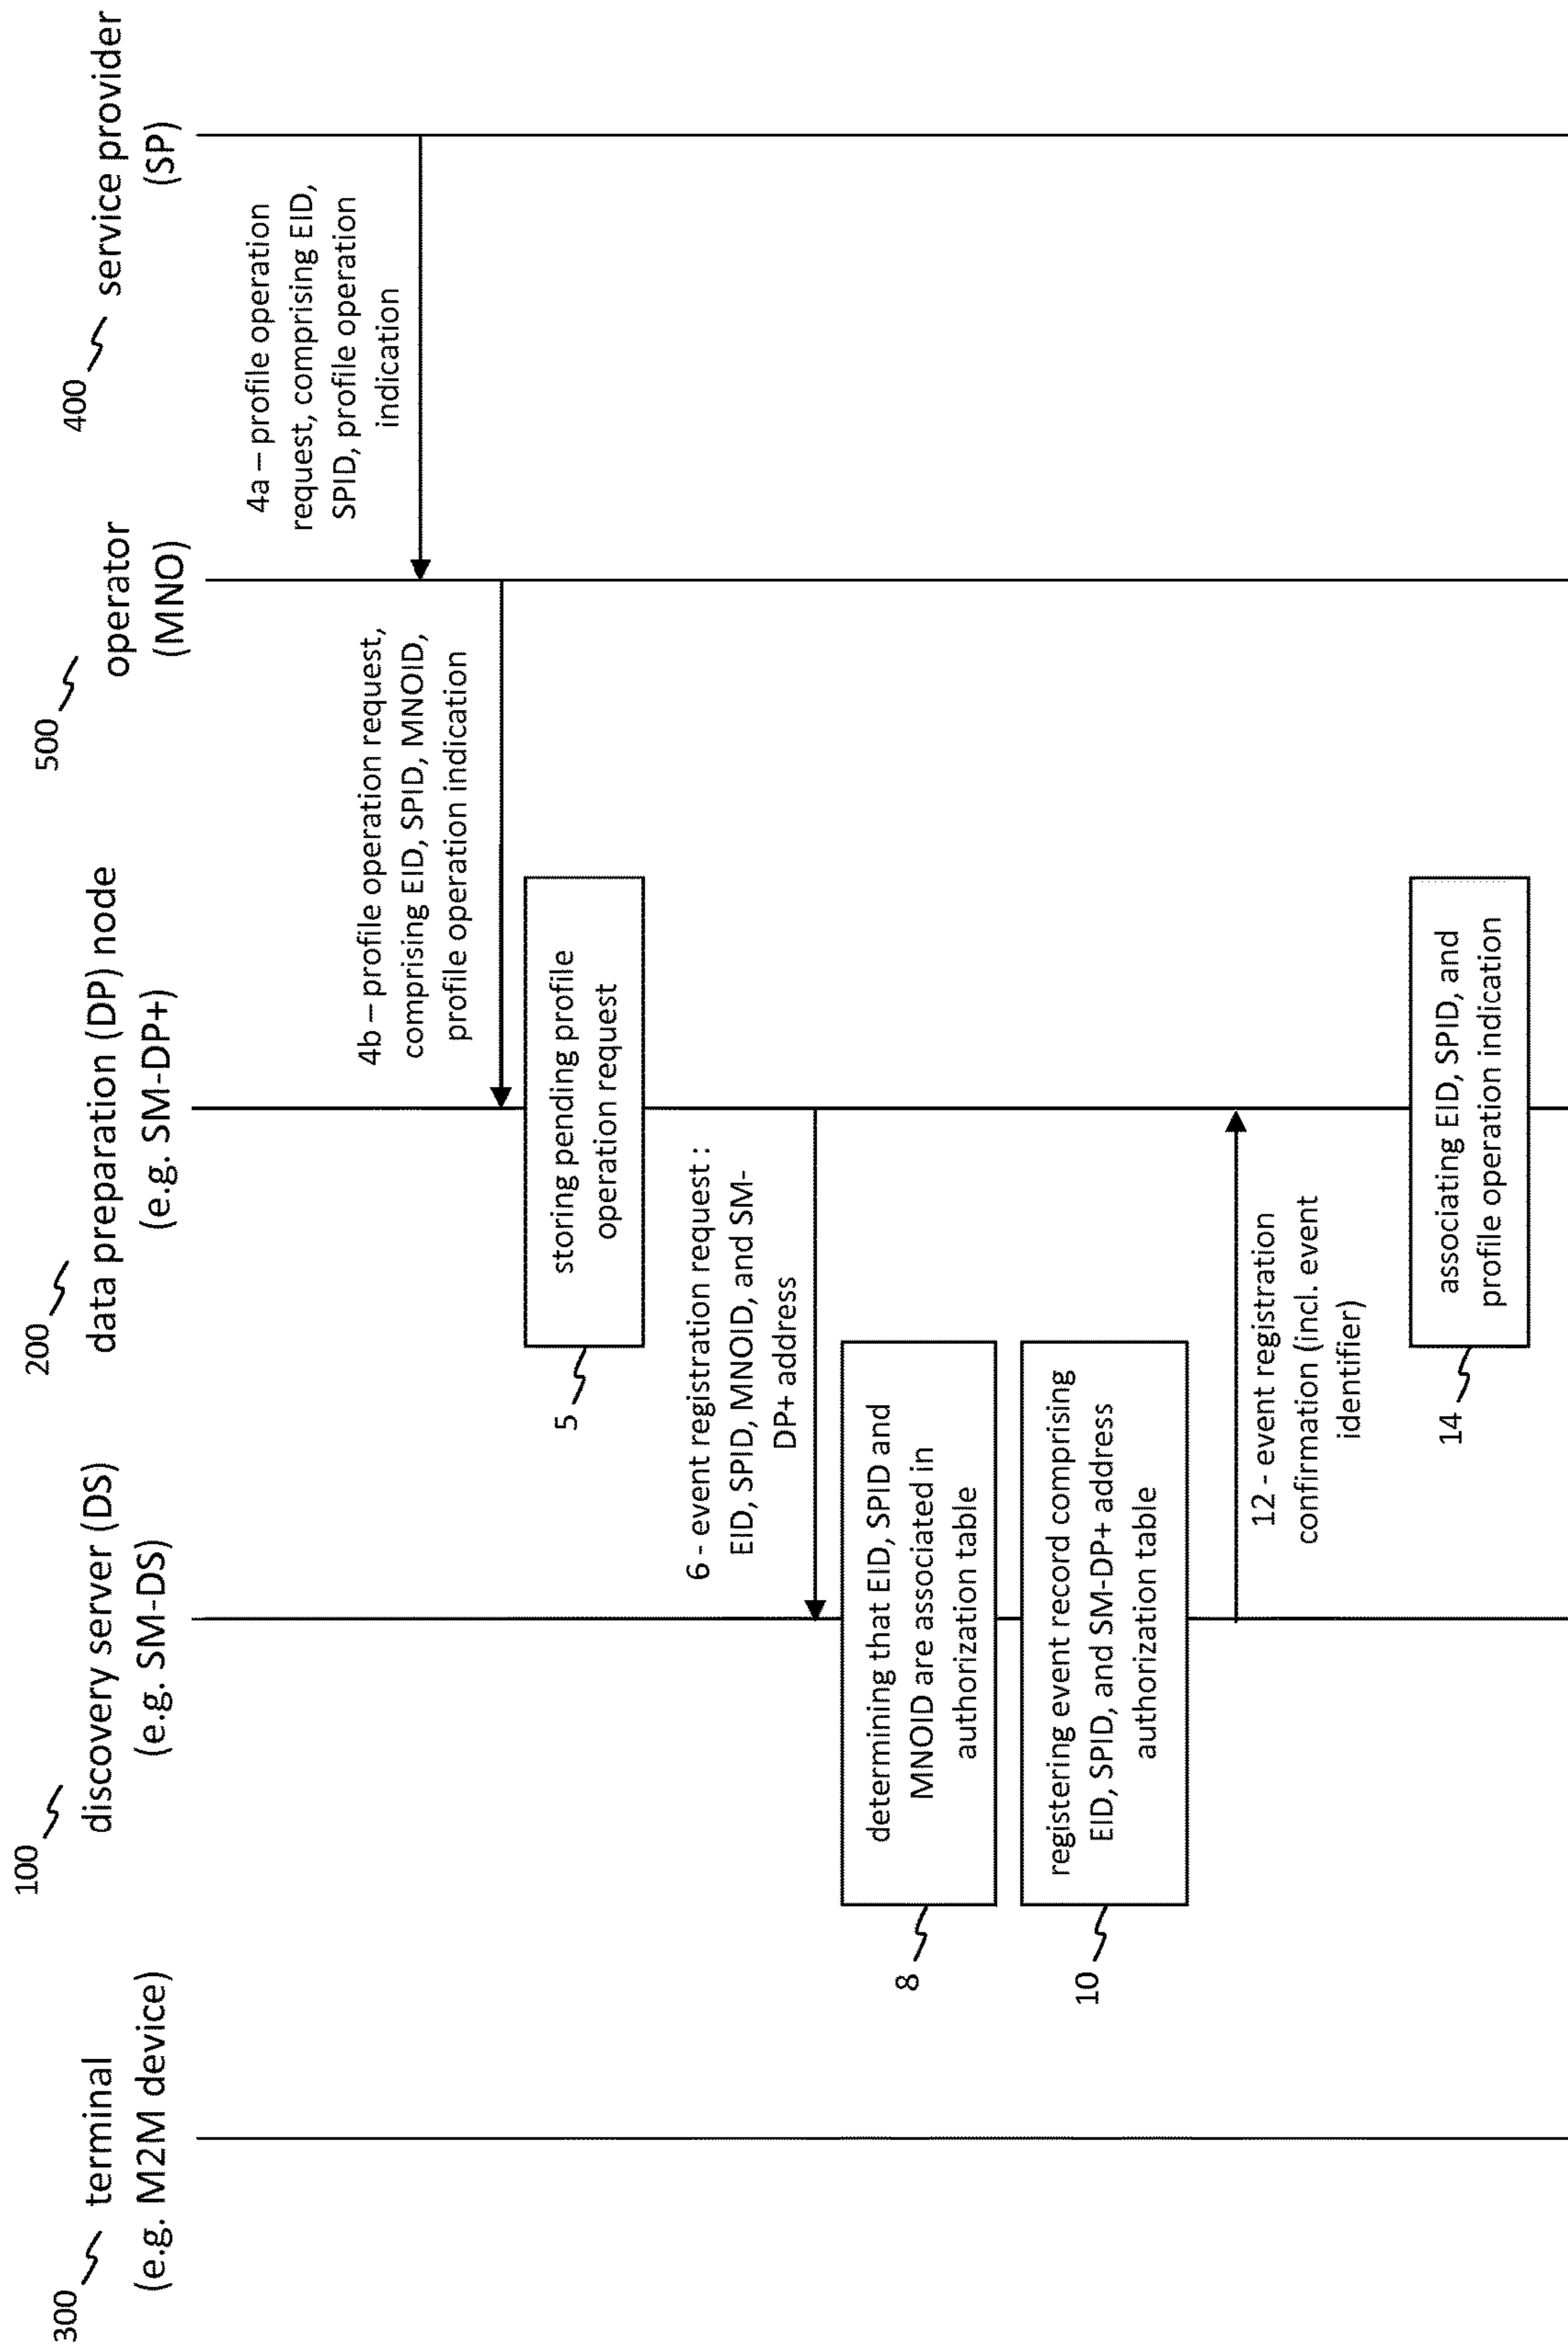 300
terminal
(e.g. M2M device)
100
discovery server (DS)
(e.g. SM-DS)
200
data preparation (DP) node
(e.g. SM-DP+)
500
operator
(MNO)
400
service provider
(SP)
4a – profile operation
request, comprising EID,
SPID, profile operation
indication
4b – profile operation request,
comprising EID, SPID, MNOID,
profile operation indication
5
storing pending profile
operation request
6 - event registration request :
EID, SPID, MNOID, and SM-
DP+ address
8
determining that EID, SPID and
MNOID are associated in
authorization table
10
registering event record comprising
EID, SPID, and SM-DP+ address
authorization table
12 - event registration
confirmation (incl. event
identifier)
14
associating EID, SPID, and
profile operation indication